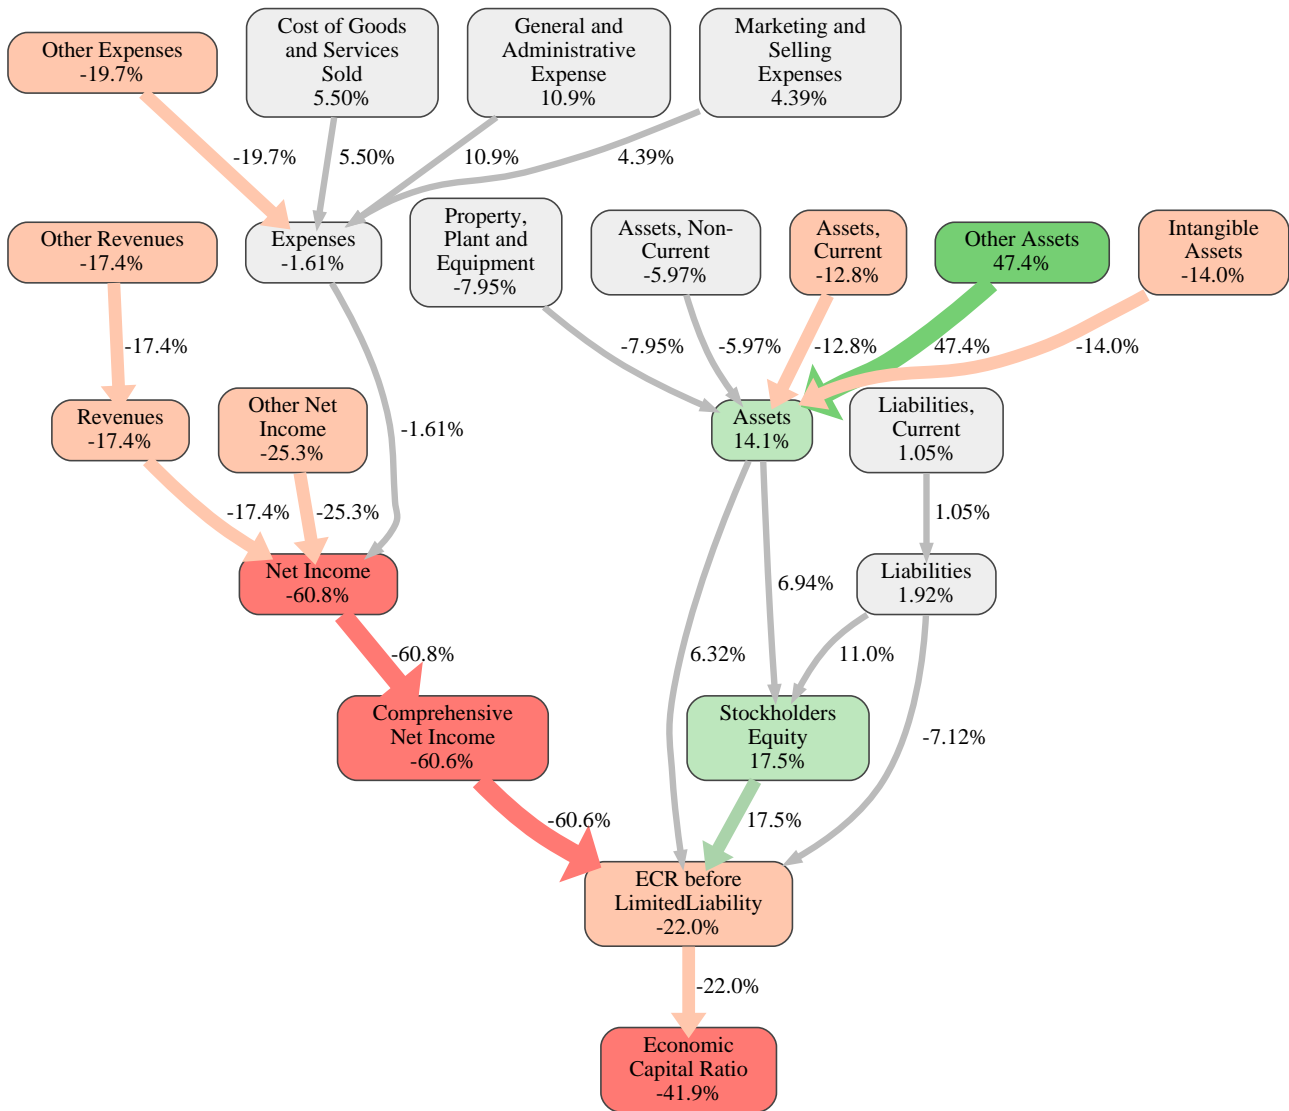 Other Expenses
-19.7%
Cost of Goods
and Services
Sold
5.50%
General and
Administrative
Expense
10.9%
Marketing and
Selling
Expenses
4.39%
-19.7%
5.50%
10.9%
4.39%
Other Revenues
-17.4%
Expenses
-1.61%
Property,
Plant and
Equipment
-7.95%
Assets, Non-
Current
-5.97%
Assets,
Current
-12.8%
Other Assets
47.4%
Intangible
Assets
-14.0%
-17.4%
-7.95%
-5.97%
-12.8%
47.4%
-14.0%
Revenues
-17.4%
Other Net
Income
-25.3%
-1.61%
Assets
14.1%
Liabilities,
Current
1.05%
-17.4%
-25.3%
1.05%
Net Income
-60.8%
6.94%
Liabilities
1.92%
-60.8%
6.32%
11.0%
-7.12%
Comprehensive
Net Income
-60.6%
Stockholders
Equity
17.5%
-60.6%
17.5%
ECR before
LimitedLiability
-22.0%
-22.0%
Economic
Capital Ratio
-41.9%